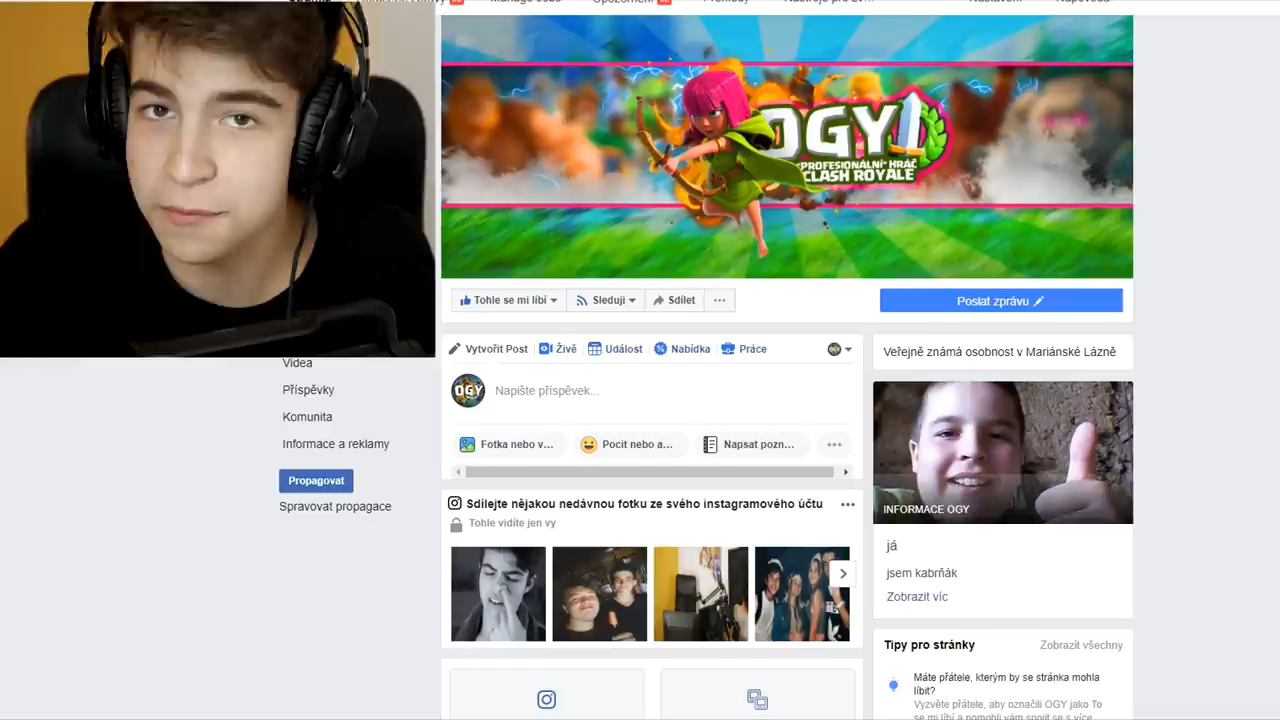 OGY
PROFESIONÁLNÍ HRÁČ
CLASH ROYALE
Tohle se mi líbí
Sleduji
Sdílet
Poslat zprávu
Videa
Příspěvky
Komunita
Informace a reklamy
Propagovat
Spravovat propagace
Vytvořit Post
Živě
Událost
Nabídka
Práce
OGY
Napište příspěvek...
Fotka nebo v...
Pocit nebo a...
Napsat pozn...
Sdílejte nějakou nedávnou fotku ze svého instagramového účtu
Tohle vidíte jen vy
Veřejně známá osobnost v Mariánské Lázně
INFORMACE OGY
já
jsem kabrňák
Zobrazit víc
Tipy pro stránky
Zobrazit všechny
Máte přátele, kterým by se stránka mohla
líbit?
Vyzvěte přátele, aby označili OGY jako To
se mi líbí a pomohli vám spojit se s více